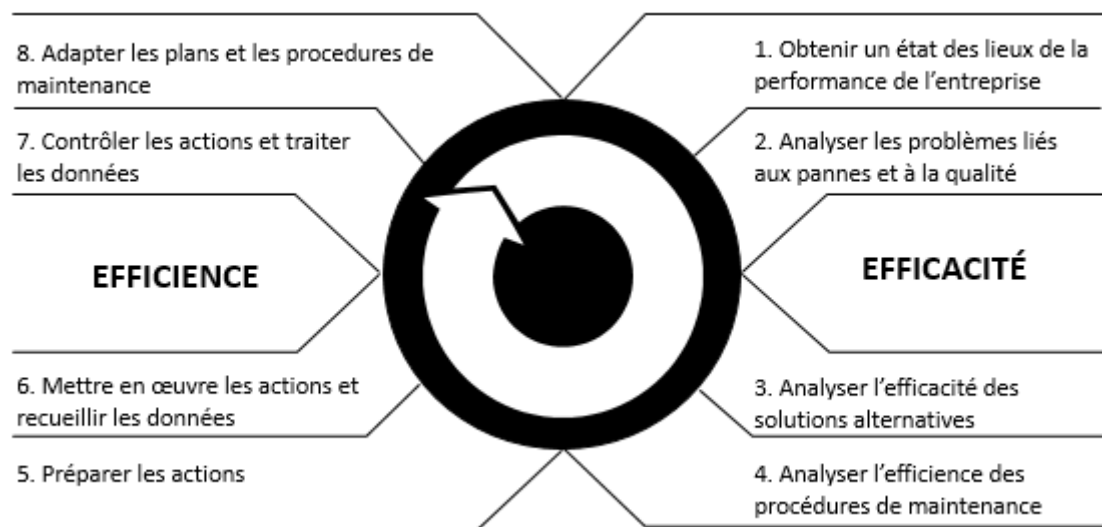 8. Adapter les plans et les procedures de
maintenance
7. Contrôler les actions et traiter
les données
EFFICIENCE
6. Mettre en œuvre les actions et
recueillir les données
5. Préparer les actions
1. Obtenir un état des lieux de la
performance de l’entreprise
2. Analyser les problèmes liés
aux pannes et à la qualité
EFFICACITÉ
3. Analyser l’efficacité des
solutions alternatives
4. Analyser l’efficience des
procédures de maintenance